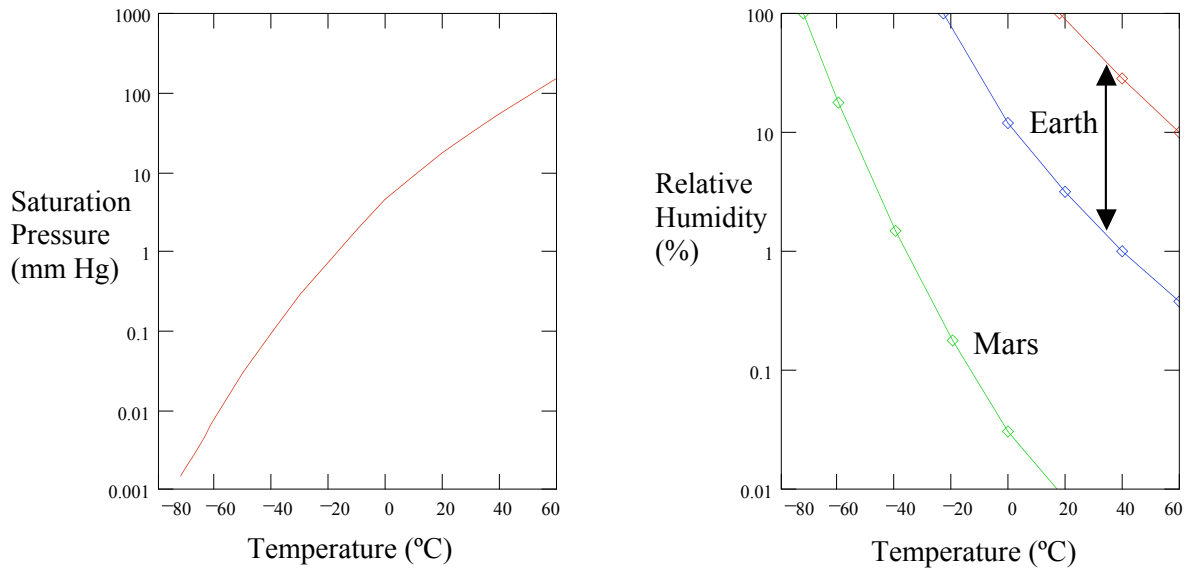 1000
100
10
1
0.1
0.01
0.001
Saturation
Pressure
(mm Hg)
−80 −60 −40 −20 0 20 40 60
Temperature (ºC)
100
10
1
0.1
0.01
Relative
Humidity
(%)
Earth
Mars
−80 −60 −40 −20 0 20 40 60
Temperature (ºC)